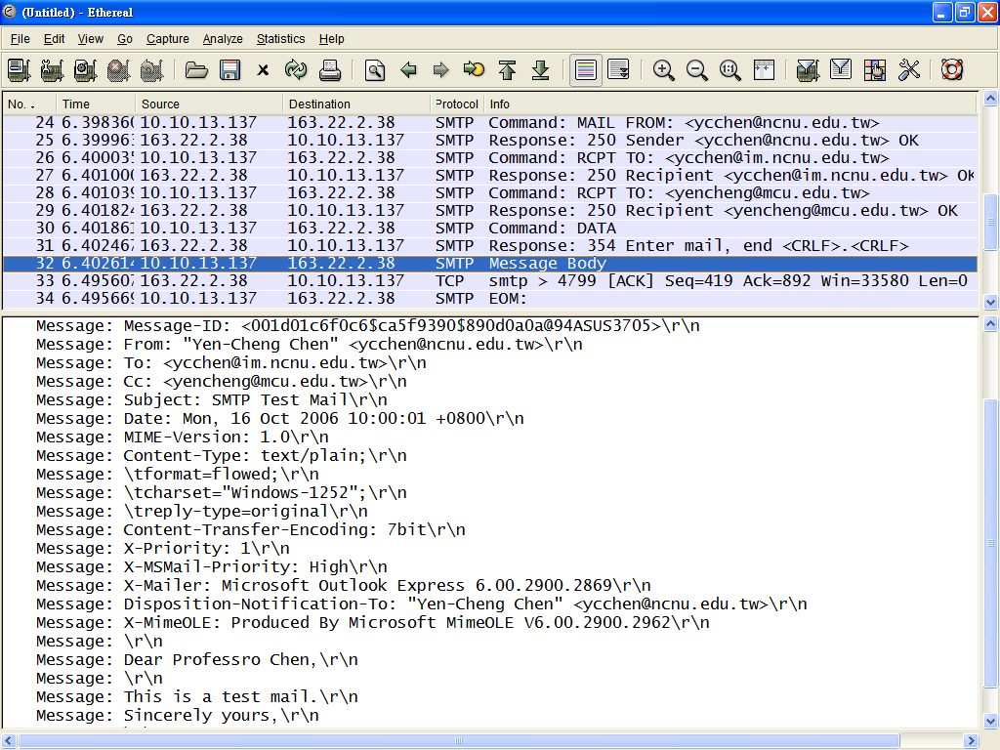 (Untitled) - Ethereal
File Edit View Go Capture Analyze Statistics Help
No. . Time Source Destination Protocol Info
24 6.39836 10.10.13.137 163.22.2.38 SMTP Command: MAIL FROM: <ycchen@ncnu.edu.tw>
25 6.39996 163.22.2.38 10.10.13.137 SMTP Response: 250 Sender <ycchen@ncnu.edu.tw> OK
26 6.40003 10.10.13.137 163.22.2.38 SMTP Command: RCPT TO: <ycchen@im.ncnu.edu.tw>
27 6.40100 163.22.2.38 10.10.13.137 SMTP Response: 250 Recipient <ycchen@im.ncnu.edu.tw> OK
28 6.40103 10.10.13.137 163.22.2.38 SMTP Command: RCPT TO: <yencheng@mcu.edu.tw>
29 6.40182 163.22.2.38 10.10.13.137 SMTP Response: 250 Recipient <yencheng@mcu.edu.tw> OK
30 6.40186 10.10.13.137 163.22.2.38 SMTP Command: DATA
31 6.40246 163.22.2.38 10.10.13.137 SMTP Response: 354 Enter mail, end <CRLF>.<CRLF>
32 6.40261 10.10.13.137 163.22.2.38 SMTP Message Body
33 6.49560 163.22.2.38 10.10.13.137 TCP smtp > 4799 [ACK] Seq=419 Ack=892 Win=33580 Len=0
34 6.49566 10.10.13.137 163.22.2.38 SMTP EOM:
Message: Message-ID: <001d01c6f0c6$ca5f9390$890d0a0a@94ASUS3705>\r\n
Message: From: "Yen-Cheng Chen" <ycchen@ncnu.edu.tw>\r\n
Message: To: <ycchen@im.ncnu.edu.tw>\r\n
Message: Cc: <yencheng@mcu.edu.tw>\r\n
Message: Subject: SMTP Test Mail\r\n
Message: Date: Mon, 16 Oct 2006 10:00:01 +0800\r\n
Message: MIME-Version: 1.0\r\n
Message: Content-Type: text/plain;\r\n
Message: \tformat=flowed;\r\n
Message: \tcharset="Windows-1252";\r\n
Message: \treply-type=original\r\n
Message: Content-Transfer-Encoding: 7bit\r\n
Message: X-Priority: 1\r\n
Message: X-MSMail-Priority: High\r\n
Message: X-Mailer: Microsoft Outlook Express 6.00.2900.2869\r\n
Message: Disposition-Notification-To: "Yen-Cheng Chen" <ycchen@ncnu.edu.tw>\r\n
Message: X-MimeOLE: Produced By Microsoft MimeOLE V6.00.2900.2962\r\n
Message: \r\n
Message: Dear Professro Chen,\r\n
Message: \r\n
Message: This is a test mail.\r\n
Message: Sincerely yours,\r\n